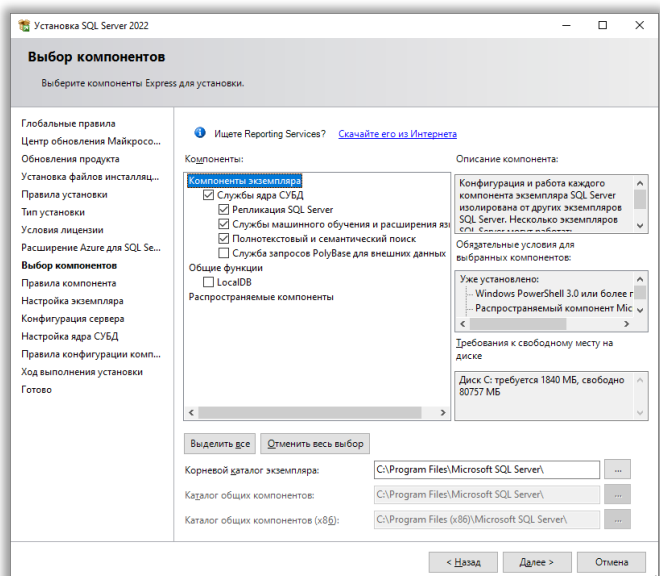 Установка SQL Server 2022
Выбор компонентов
Выберите компоненты Express для установки.
Глобальные правила
Центр обновления Майкросо...
Обновления продукта
Установка файлов инсталляц...
Правила установки
Тип установки
Условия лицензии
Расширение Azure для SQL Se...
Выбор компонентов
Правила компонента
Настройка экземпляра
Конфигурация сервера
Настройка ядра СУБД
Правила конфигурации комп...
Ход выполнения установки
Готово
Ищете Reporting Services? Скачайте его из Интернета
Компоненты:
Компоненты экземпляра
Службы ядра СУБД
Репликация SQL Server
Службы машинного обучения и расширения язы
Полнотекстовый и семантический поиск
Служба запросов PolyBase для внешних данных
Общие функции
LocalDB
Распространяемые компоненты
Описание компонента:
Конфигурация и работа каждого
компонента экземпляра SQL Server
изолирована от других экземпляров
SQL Server. Несколько экземпляров
SQL Server могут работать
Обязательные условия для
выбранных компонентов:
Уже установлено:
Windows PowerShell 3.0 или более г
Распространяемый компонент Mic
Требования к свободному месту на
диске
Диск C: требуется 1840 МБ, свободно
80757 МБ
Выделить все
Отменить весь выбор
Корневой каталог экземпляра:
C:\Program Files\Microsoft SQL Server\
...
Каталог общих компонентов:
C:\Program Files\Microsoft SQL Server\
...
Каталог общих компонентов (x86):
C:\Program Files (x86)\Microsoft SQL Server\
...
< Назад
Далее >
Отмена